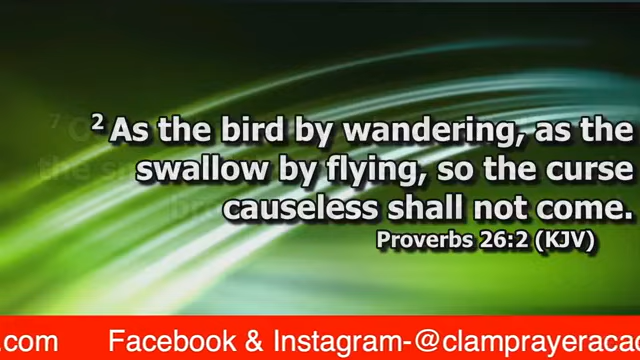 ² As the bird by wandering, as the
swallow by flying, so the curse
causeless shall not come.
Proverbs 26:2 (KJV)
.com Facebook & Instagram-@clamprayeraca